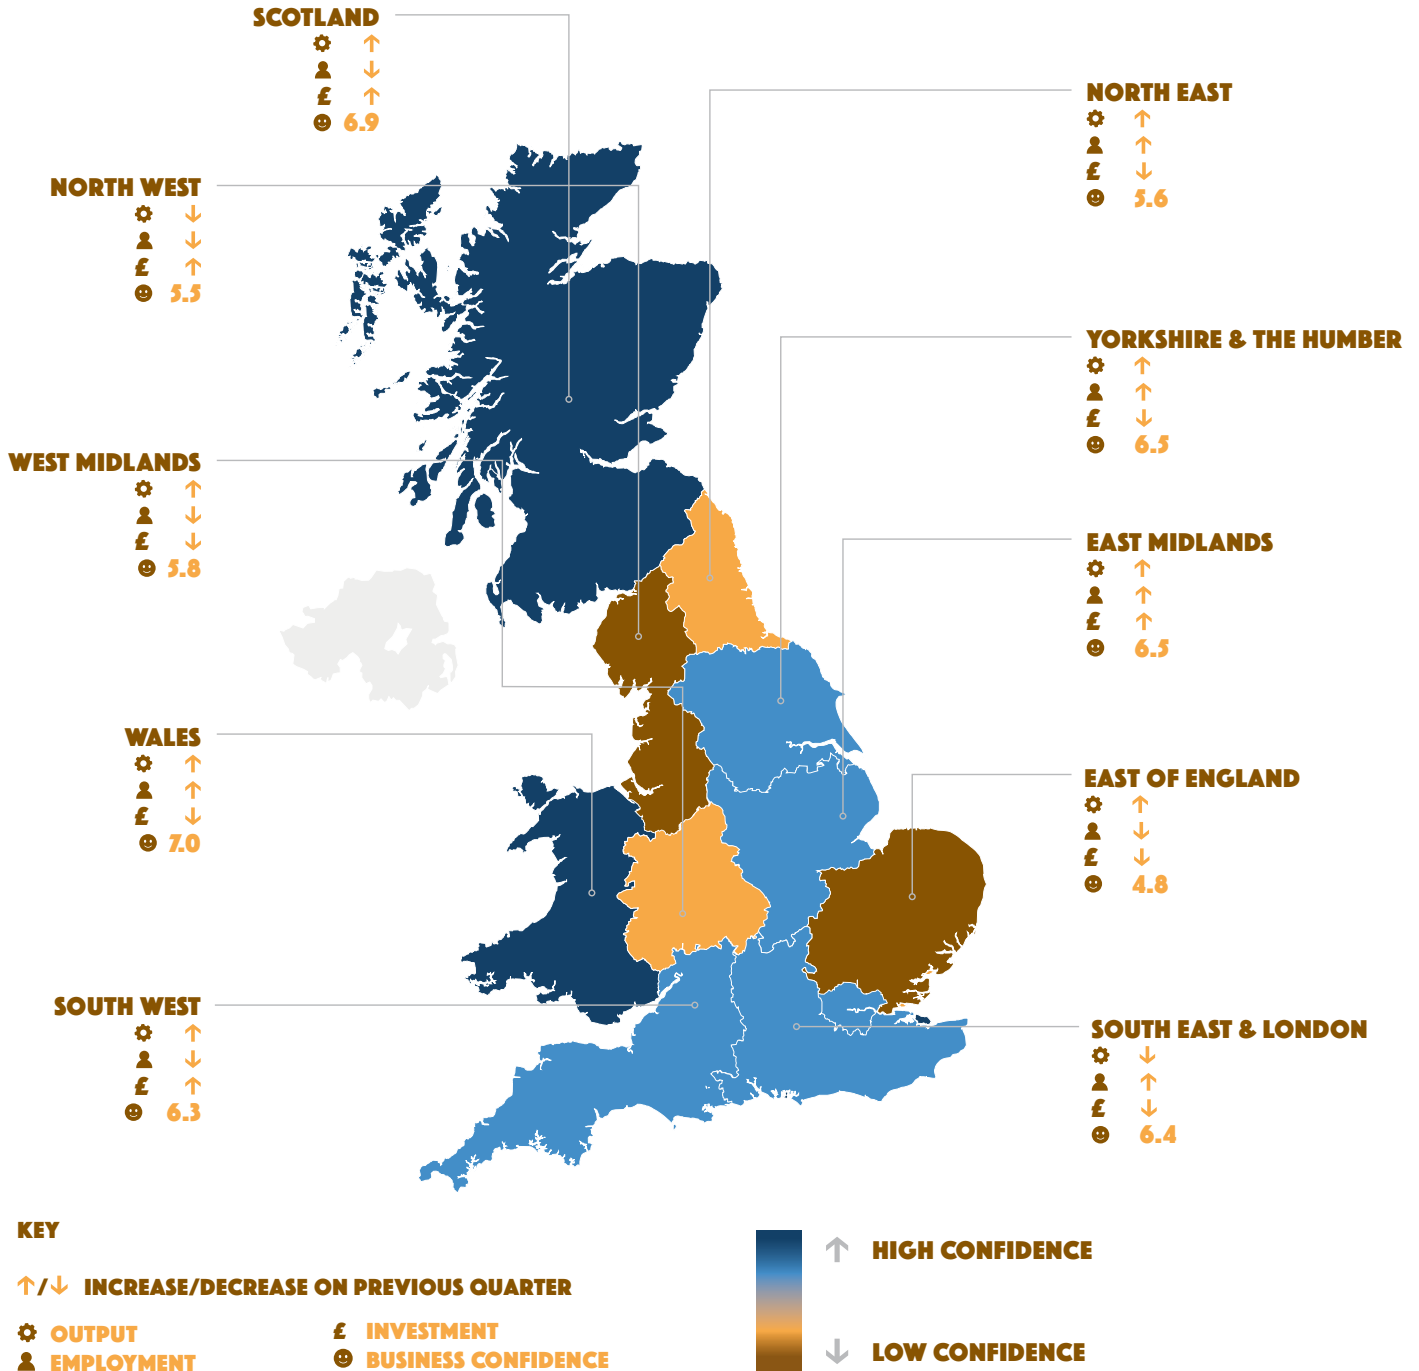 SCOTLAND
↑
↓
£ ↑
6.9
NORTH WEST
↓
↓
£ ↑
5.5
WEST MIDLANDS
↑
↓
£ ↓
5.8
WALES
↑
↑
£ ↓
7.0
SOUTH WEST
↑
↓
£ ↑
6.3
NORTH EAST
↑
↑
£ ↓
5.6
YORKSHIRE & THE HUMBER
↑
↑
£ ↓
6.5
EAST MIDLANDS
↑
↑
£ ↑
6.5
EAST OF ENGLAND
↑
↓
£ ↓
4.8
SOUTH EAST & LONDON
↓
↑
£ ↓
6.4
KEY
↑/↓ INCREASE/DECREASE ON PREVIOUS QUARTER
OUTPUT
EMPLOYMENT
£ INVESTMENT
BUSINESS CONFIDENCE
↑ HIGH CONFIDENCE
↓ LOW CONFIDENCE